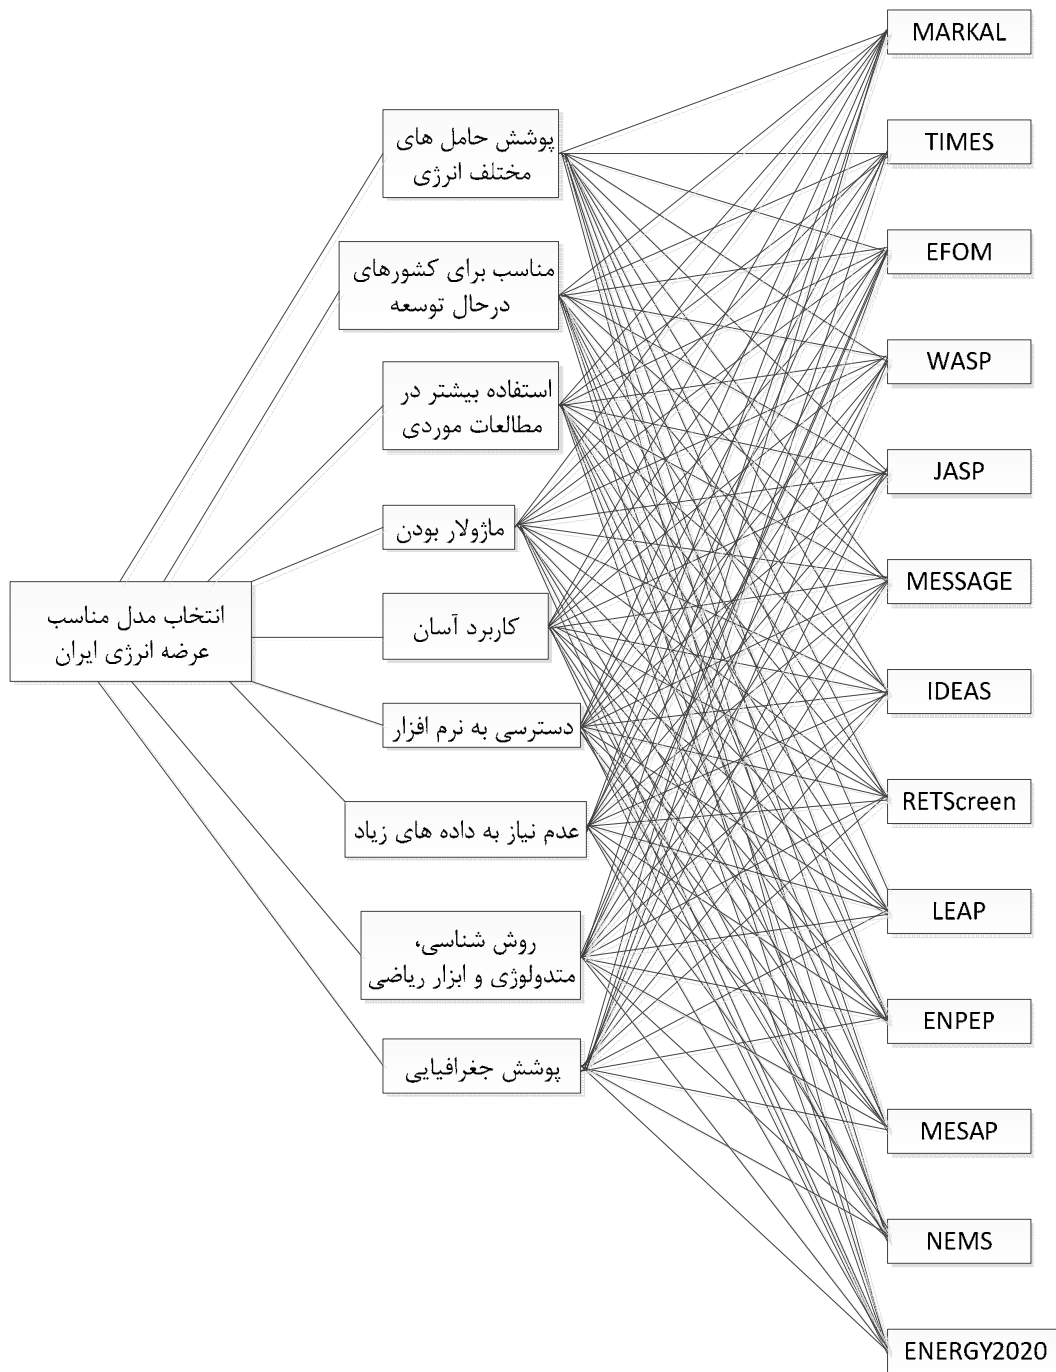 انتخاب مدل مناسب
عرضه انرژی ایران
پوشش حامل های
مختلف انرژی
مناسب برای کشورهای
درحال توسعه
استفاده بیشتر در
مطالعات موردی
ماژولار بودن
کاربرد آسان
دسترسی به نرم افزار
عدم نیاز به داده های زیاد
روش شناسی،
متدولوژی و ابزار ریاضی
پوشش جغرافیایی
MARKAL
TIMES
EFOM
WASP
JASP
MESSAGE
IDEAS
RETScreen
LEAP
ENPEP
MESAP
NEMS
ENERGY2020